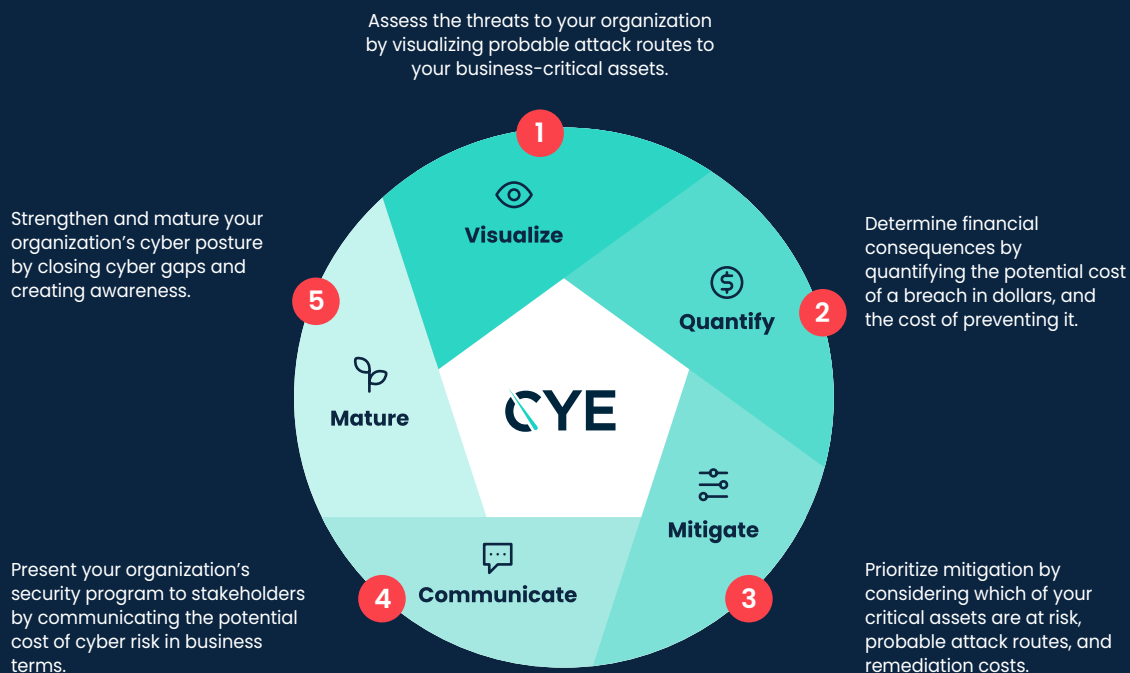 Assess the threats to your organization
by visualizing probable attack routes to
your business-critical assets.
1
Visualize
Determine financial
consequences by
quantifying the potential cost
of a breach in dollars, and
the cost of preventing it.
2
Quantify
Prioritize mitigation by
considering which of your
critical assets are at risk,
probable attack routes, and
remediation costs.
3
Mitigate
Present your organization’s
security program to stakeholders
by communicating the potential
cost of cyber risk in business
terms.
4
Communicate
Strengthen and mature your
organization’s cyber posture
by closing cyber gaps and
creating awareness.
5
Mature
CYE